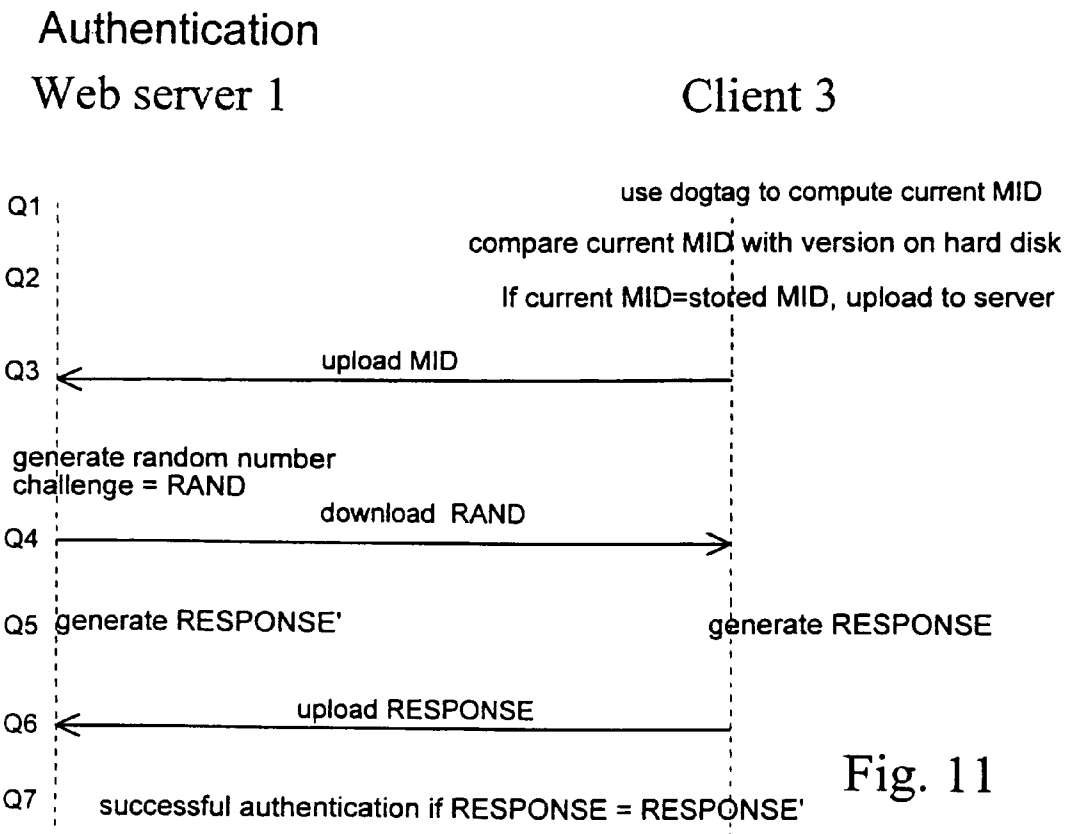 Authentication
Web server 1
Client 3
Q1
use dogtag to compute current MID
compare current MID with version on hard disk
Q2
If current MID=stored MID, upload to server
Q3
upload MID
generate random number
challenge = RAND
download RAND
Q4
Q5
generate RESPONSE'
generate RESPONSE
upload RESPONSE
Q6
Fig. 11
Q7
successful authentication if RESPONSE = RESPONSE'